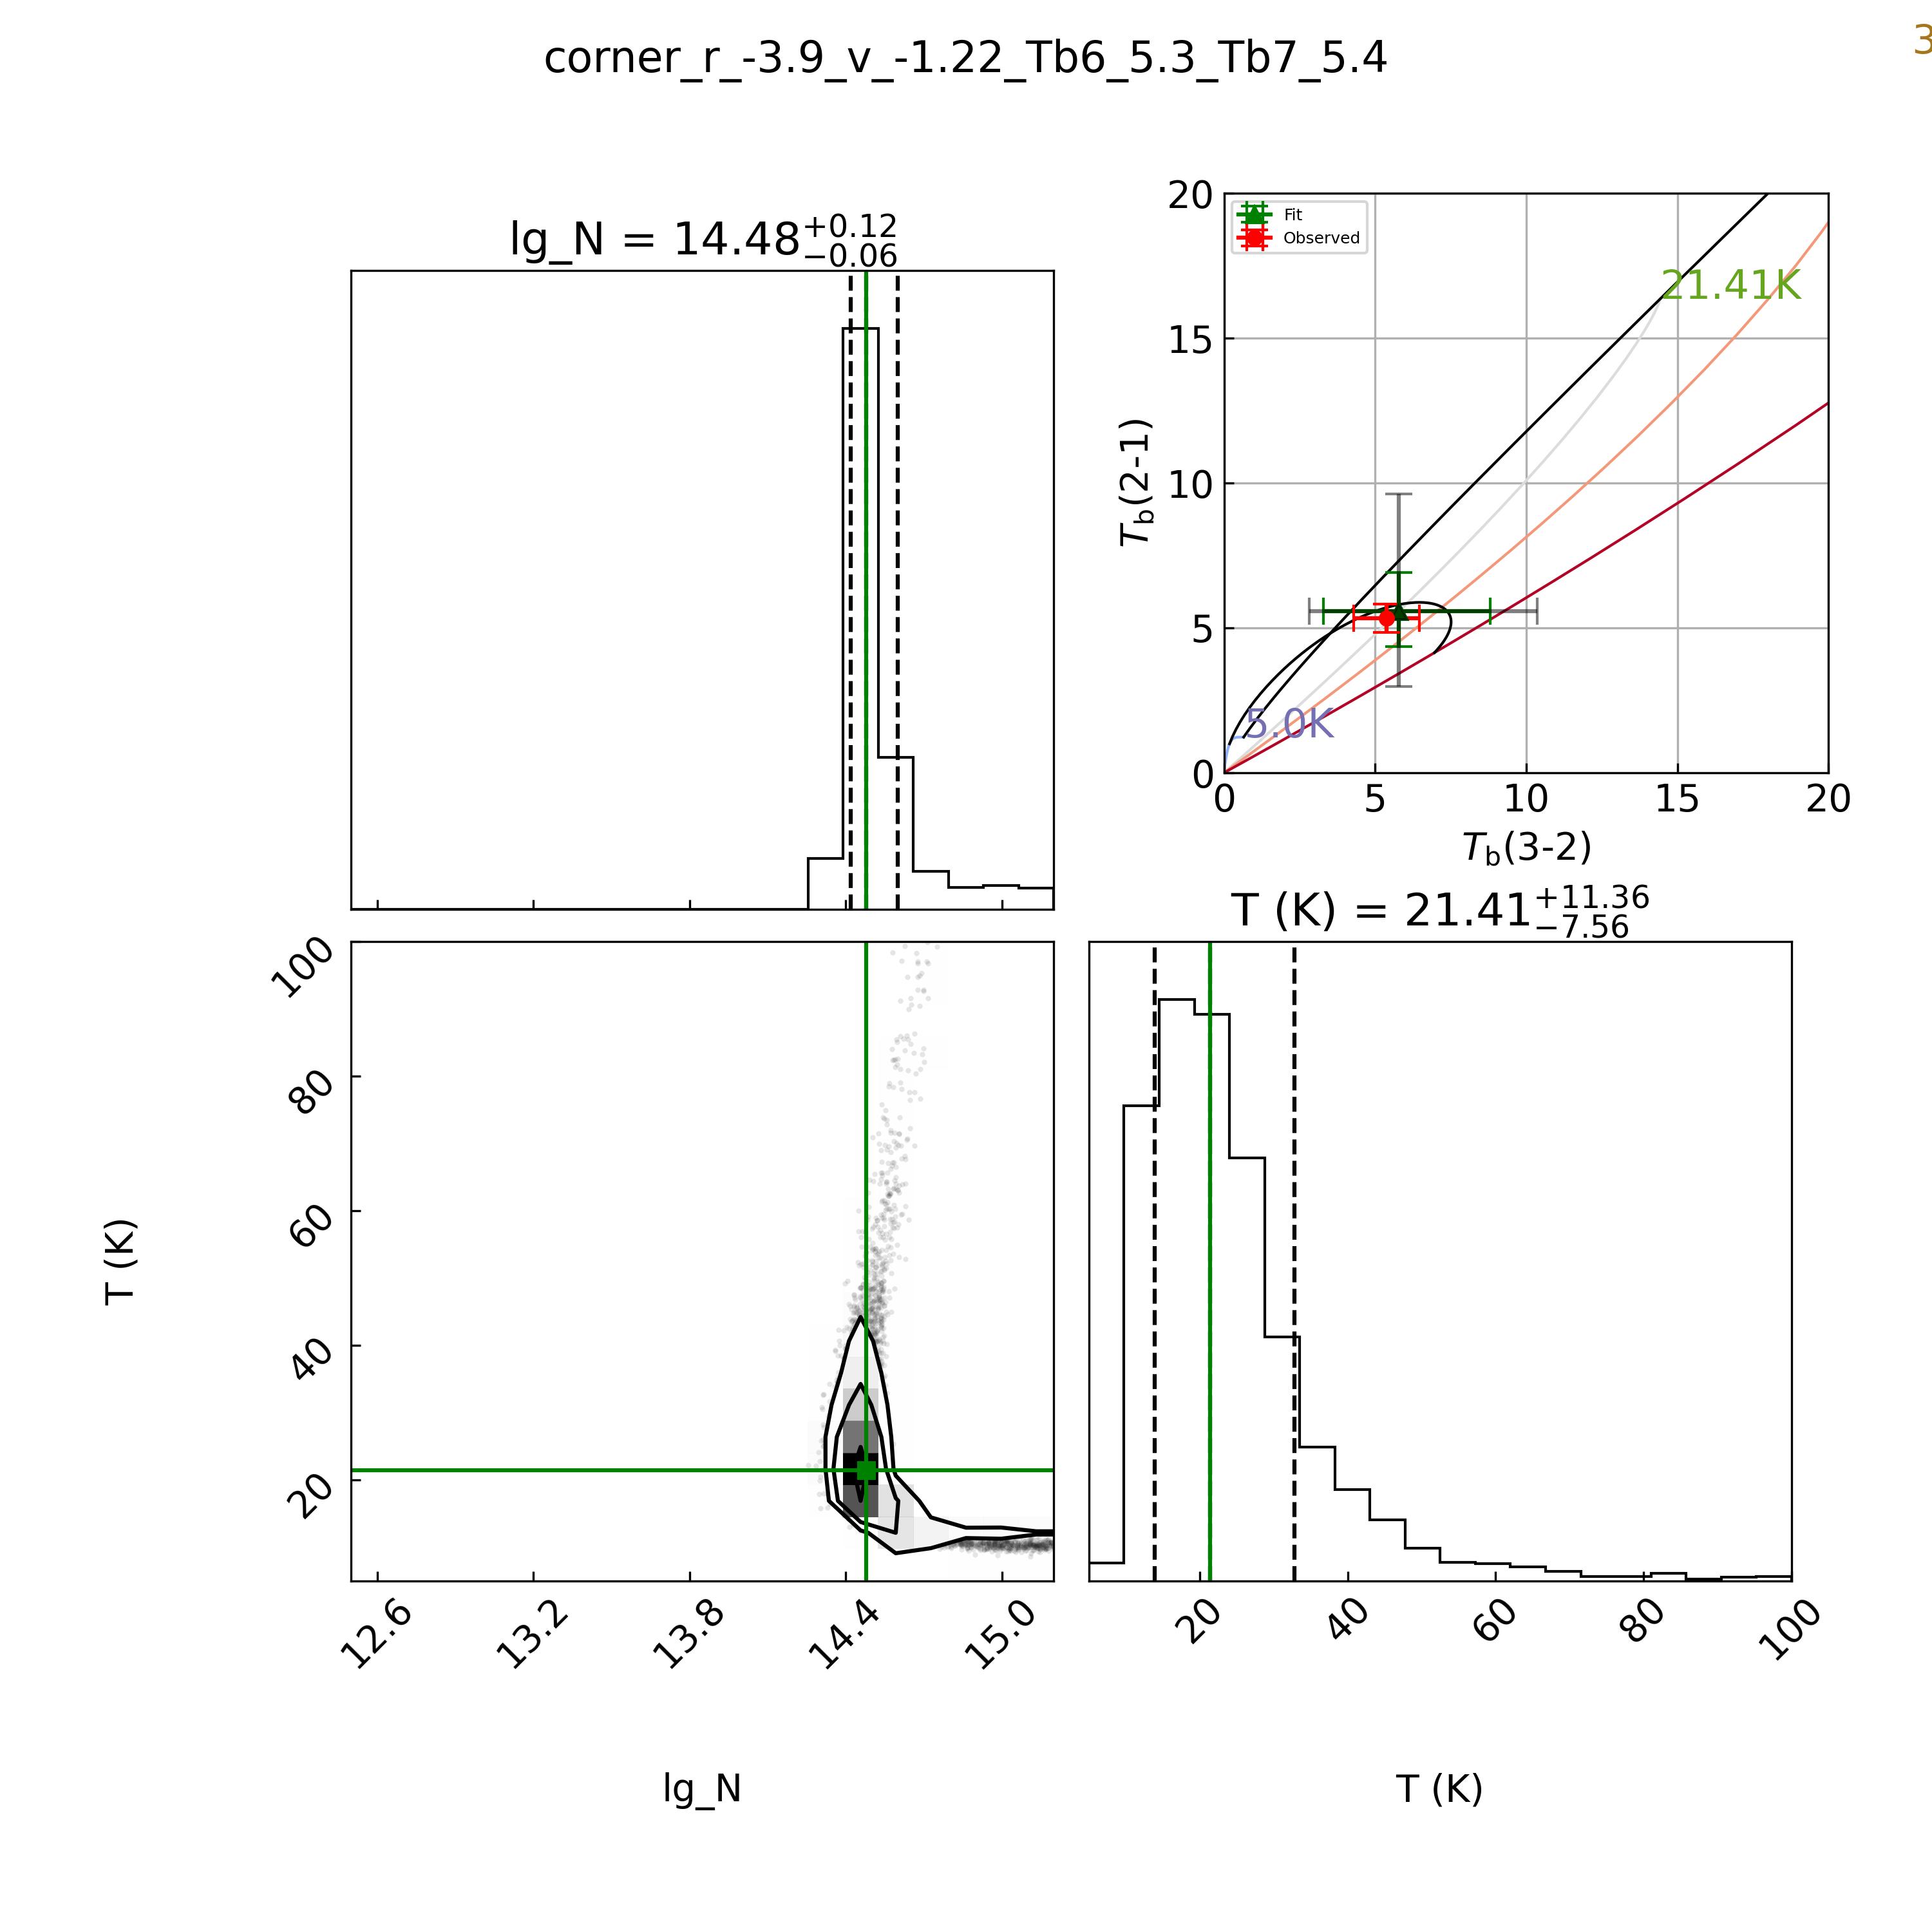 corner_r_-3.9_v_-1.22_Tb6_5.3_Tb7_5.4
3
lg_N = 14.48+0.12−0.06
20
15
10
5
0
T_b(2-1)
Fit
Observed
21.41K
5.0K
0 5 10 15 20
T_b(3-2)
T (K) = 21.41+11.36−7.56
100
80
60
40
20
T (K)
12.6 13.2 13.8 14.4 15.0
lg_N
20 40 60 80 100
T (K)